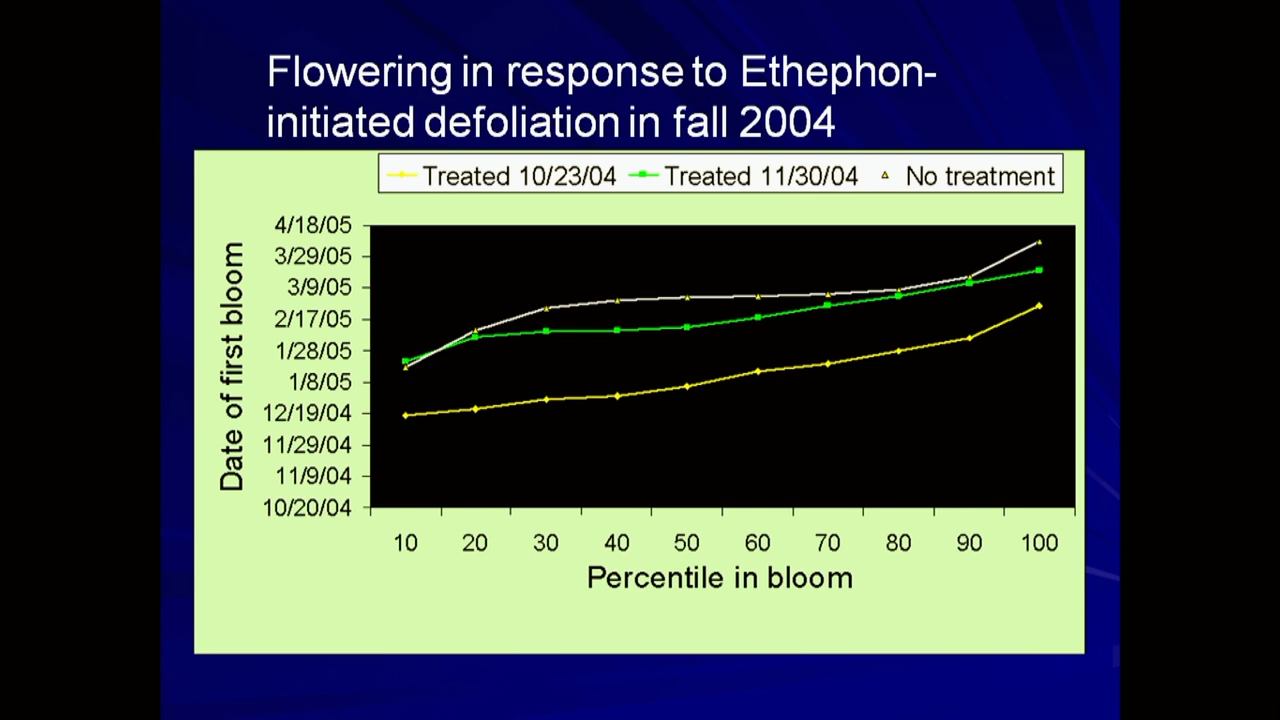 Flowering in response to Ethephon-
initiated defoliation in fall 2004
Treated 10/23/04 Treated 11/30/04 No treatment
Date of first bloom
4/18/05
3/29/05
3/9/05
2/17/05
1/28/05
1/8/05
12/19/04
11/29/04
11/9/04
10/20/04
10 20 30 40 50 60 70 80 90 100
Percentile in bloom